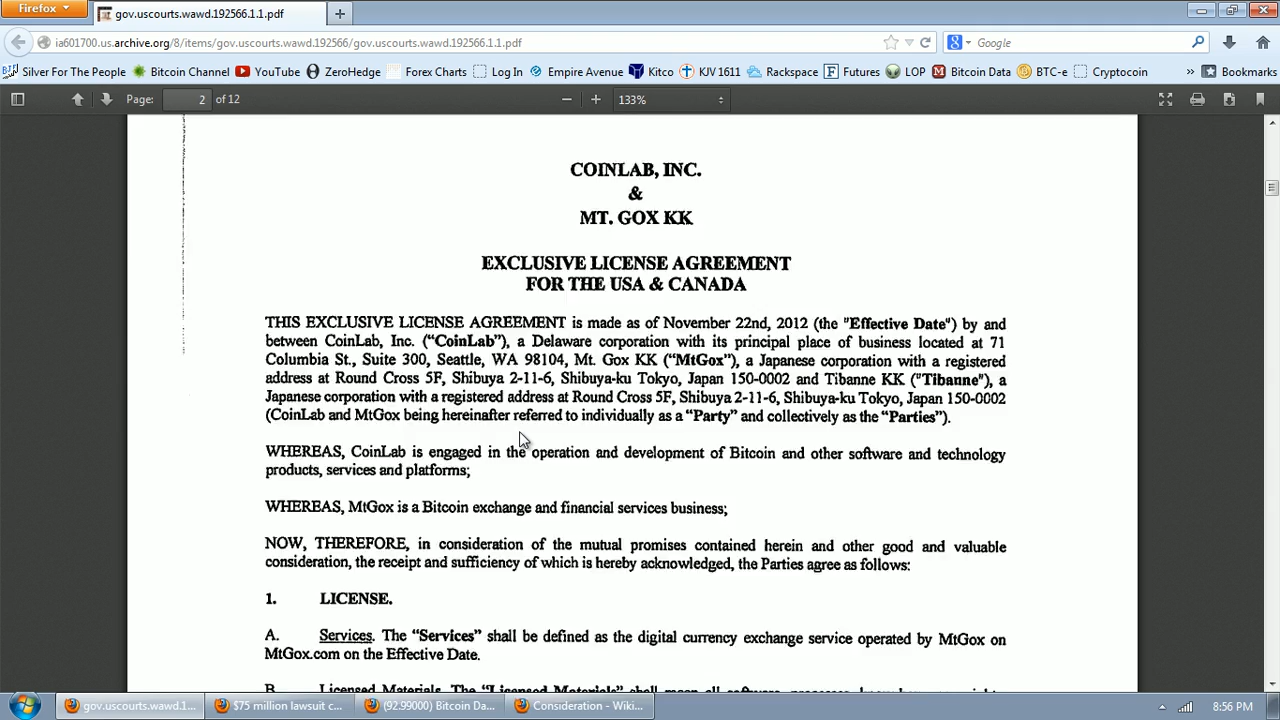 Firefox
gov.uscourts.wawd.192566.1.1.pdf
ia601700.us.archive.org/8/items/gov.uscourts.wawd.192566/gov.uscourts.wawd.192566.1.1.pdf
Google
Silver For The People Bitcoin Channel YouTube ZeroHedge Forex Charts Log In Empire Avenue Kitco KJV 1611 Rackspace Futures LOP Bitcoin Data BTC-e Cryptocoin » Bookmarks
Page: 2 of 12 133%
COINLAB, INC.
&
MT. GOX KK
EXCLUSIVE LICENSE AGREEMENT
FOR THE USA & CANADA
THIS EXCLUSIVE LICENSE AGREEMENT is made as of November 22nd, 2012 (the "Effective Date") by and
between CoinLab, Inc. (“CoinLab”), a Delaware corporation with its principal place of business located at 71
Columbia St., Suite 300, Seattle, WA 98104, Mt. Gox KK (“MtGox”), a Japanese corporation with a registered
address at Round Cross 5F, Shibuya 2-11-6, Shibuya-ku Tokyo, Japan 150-0002 and Tibanne KK ("Tibanne"), a
Japanese corporation with a registered address at Round Cross 5F, Shibuya 2-11-6, Shibuya-ku Tokyo, Japan 150-0002
(CoinLab and MtGox being hereinafter referred to individually as a “Party” and collectively as the “Parties”).
WHEREAS, CoinLab is engaged in the operation and development of Bitcoin and other software and technology
products, services and platforms;
WHEREAS, MtGox is a Bitcoin exchange and financial services business;
NOW, THEREFORE, in consideration of the mutual promises contained herein and other good and valuable
consideration, the receipt and sufficiency of which is hereby acknowledged, the Parties agree as follows:
1. LICENSE.
A. Services. The “Services” shall be defined as the digital currency exchange service operated by MtGox on
MtGox.com on the Effective Date.
B. Licensed Materials. The “Licensed Materials” shall mean all software, processes,
gov.uscourts.wawd.1... $75 million lawsuit c... (92.99000) Bitcoin Da... Consideration - Wiki... 8:56 PM